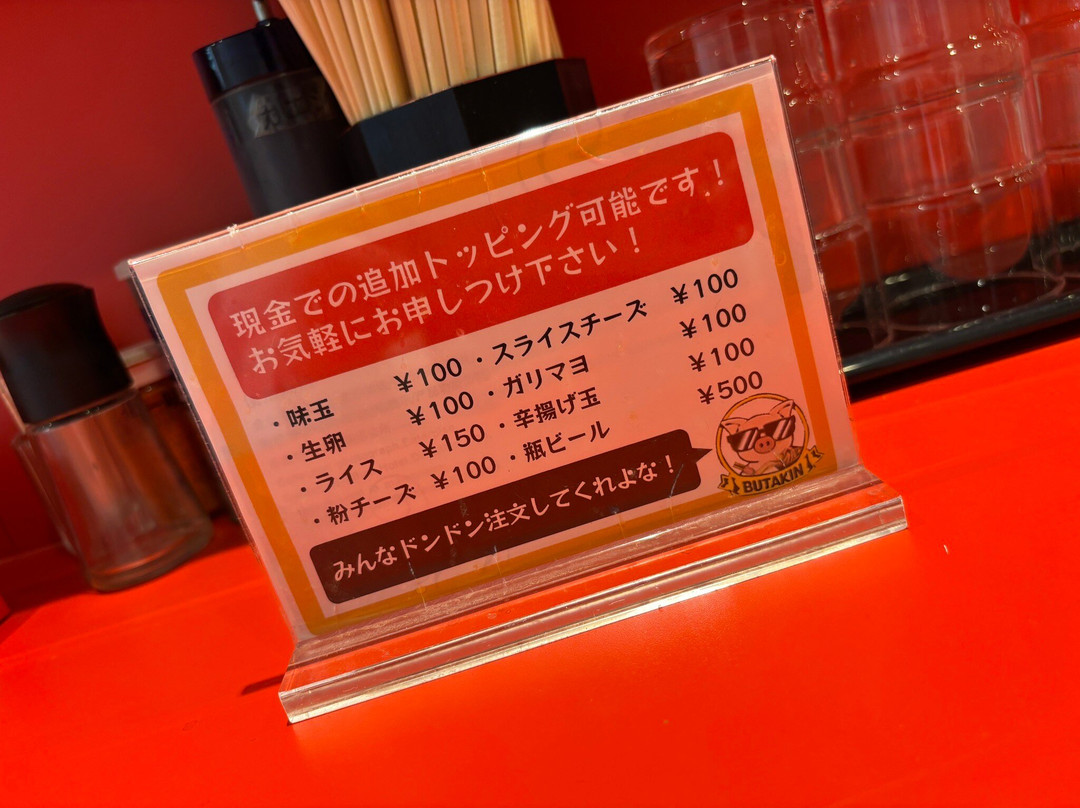 現金での追加トッピング可能です!
お気軽にお申しつけ下さい!
・味玉 ¥100 ・スライスチーズ ¥100
・生卵 ¥100 ・ガリマヨ ¥100
・ライス ¥150 ・辛揚げ玉 ¥100
・粉チーズ ¥100 ・瓶ビール ¥500
みんなドンドン注文してくれよな!
BUTAKIN